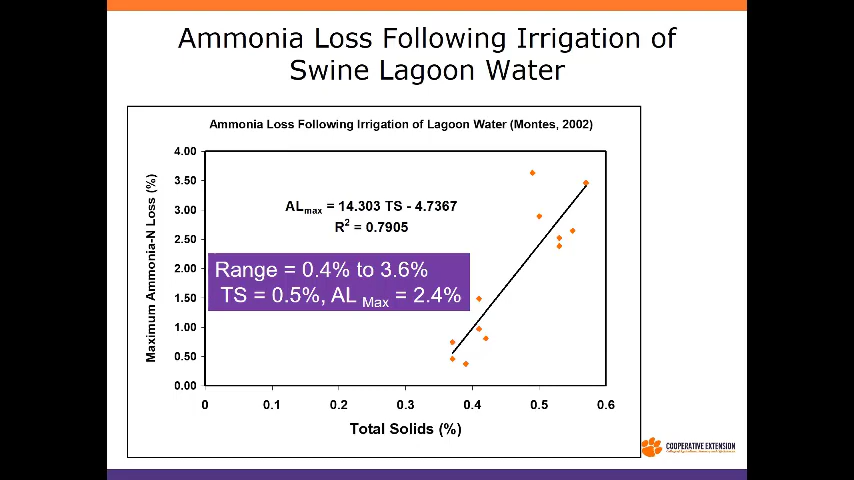 Ammonia Loss Following Irrigation of
Swine Lagoon Water
Ammonia Loss Following Irrigation of Lagoon Water (Montes, 2002)
Maximum Ammonia-N Loss (%)
4.00
3.50
3.00
2.50
2.00
1.50
1.00
0.50
0.00
ALmax = 14.303 TS - 4.7367
R2 = 0.7905
Range = 0.4% to 3.6%
TS = 0.5%, AL Max = 2.4%
0 0.1 0.2 0.3 0.4 0.5 0.6
Total Solids (%)
COOPERATIVE EXTENSION